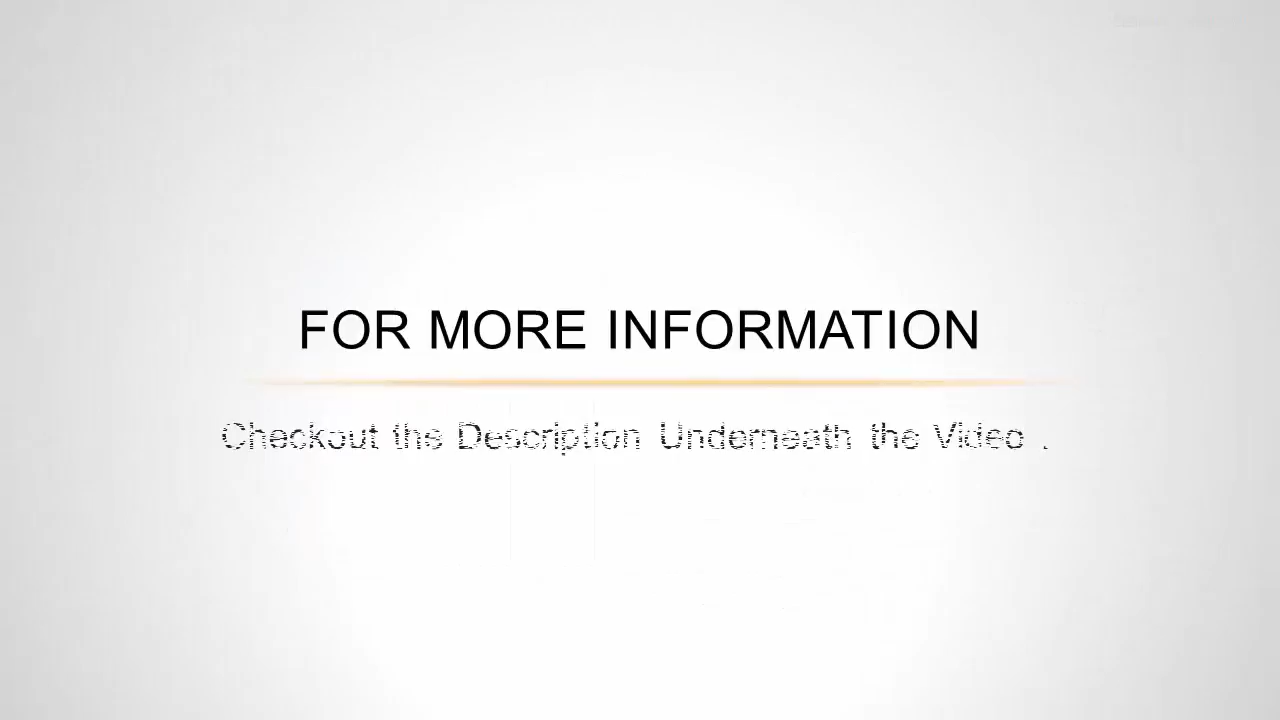 FOR MORE INFORMATION
Checkout the Description Underneath the Video .